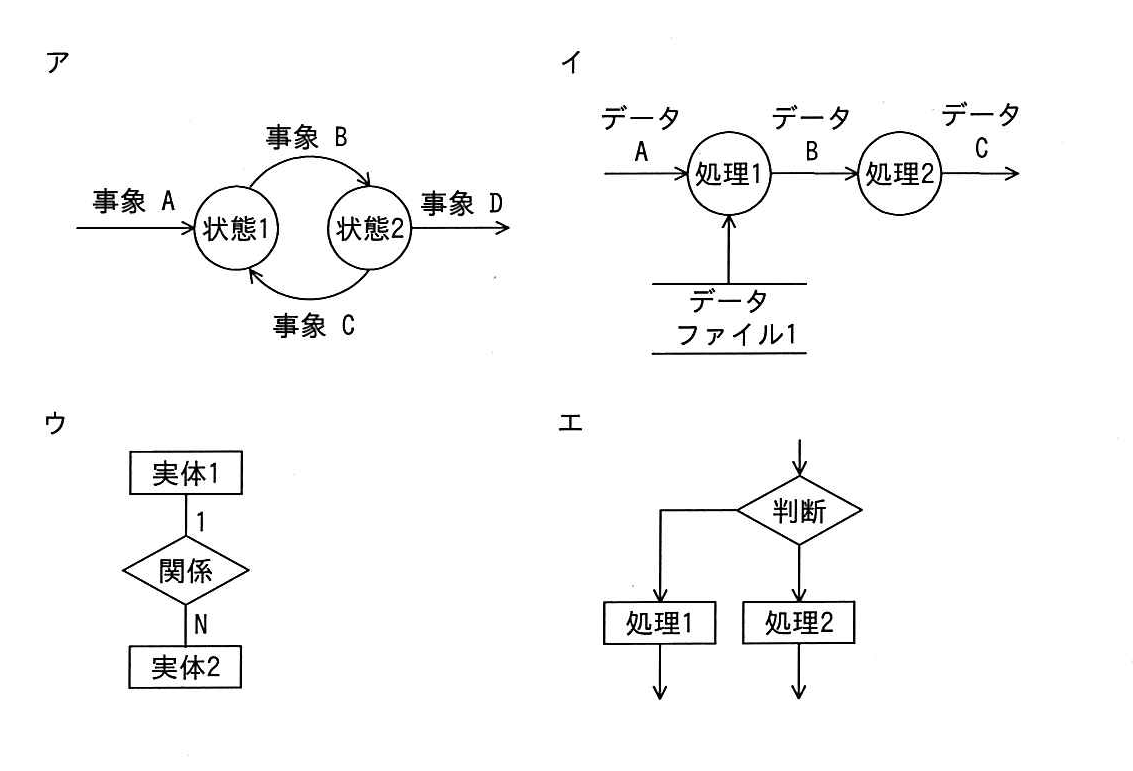 ア
事象 B
事象 A
状態1
状態2
事象 D
事象 C
イ
データ
A
処理1
データ
B
処理2
データ
C
データ
ファイル1
ウ
実体1
1
関係
N
実体2
エ
判断
処理1
処理2